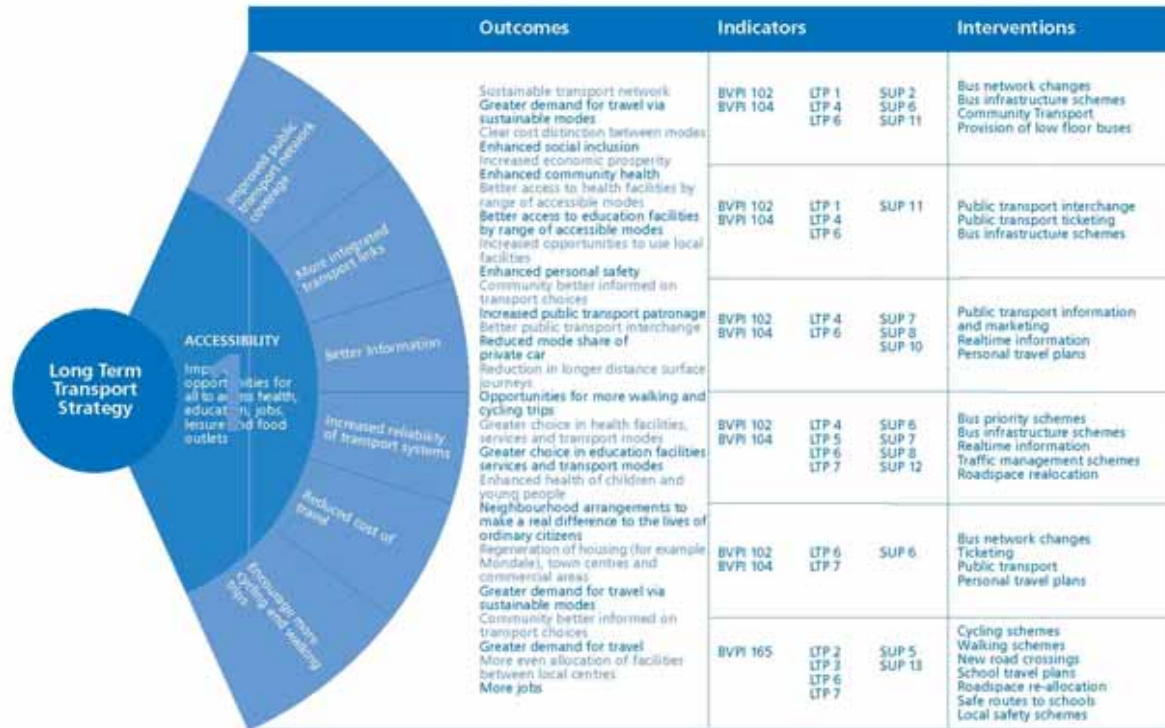 Outcomes
Indicators
Interventions
Long Term
Transport
Strategy
ACCESSIBILITY
1
opportunities for
all to access health,
education, jobs,
leisure and food
outlets
Improved public
transport network
coverage
More integrated
transport links
Better Information
Increased reliability
of transport systems
Reduced cost of
travel
Encourage more
cycling and walking
trips
Sustainable transport network
Greater demand for travel via
sustainable modes
Clear cost distinction between modes
Enhanced social inclusion
Increased economic prosperity
Enhanced community health
Better access to health facilities by
range of accessible modes
Better access to education facilities
by range of accessible modes
Increased opportunities to use local
facilities
Enhanced personal safety
Community better informed on
transport choices
Increased public transport patronage
Better public transport interchange
Reduced mode share of
private car
Reduction in longer distance surface
journeys
Opportunities for more walking and
cycling trips
Greater choice in health facilities,
services and transport modes
Greater choice in education facilities
services and transport modes
Enhanced health of children and
young people
Neighbourhood arrangements to
make a real difference to the lives of
ordinary citizens
Regeneration of housing (for example
Mondale), town centres and
commercial areas
Greater demand for travel via
sustainable modes
Community better informed on
transport choices
Greater demand for travel
More even allocation of facilities
between local centres
More jobs
BVPI 102 LTP 1 SUP 2
BVPI 104 LTP 4 SUP 6
LTP 6 SUP 11
Bus network changes
Bus infrastructure schemes
Community Transport
Provision of low floor buses
BVPI 102 LTP 1 SUP 11
BVPI 104 LTP 4
LTP 6
Public transport interchange
Public transport ticketing
Bus infrastructure schemes
BVPI 102 LTP 4 SUP 7
BVPI 104 LTP 6 SUP 8
SUP 10
Public transport information
and marketing
Realtime information
Personal travel plans
BVPI 102 LTP 4 SUP 6
BVPI 104 LTP 5 SUP 7
LTP 6 SUP 8
LTP 7 SUP 12
Bus priority schemes
Bus infrastructure schemes
Realtime information
Traffic management schemes
Roadspace realocation
BVPI 102 LTP 6 SUP 6
BVPI 104 LTP 7
Bus network changes
Ticketing
Public transport
Personal travel plans
BVPI 165 LTP 2 SUP 5
LTP 3 SUP 13
LTP 6
LTP 7
Cycling schemes
Walking schemes
New road crossings
School travel plans
Roadspace re-allocation
Safe routes to schools
Local safety schemes